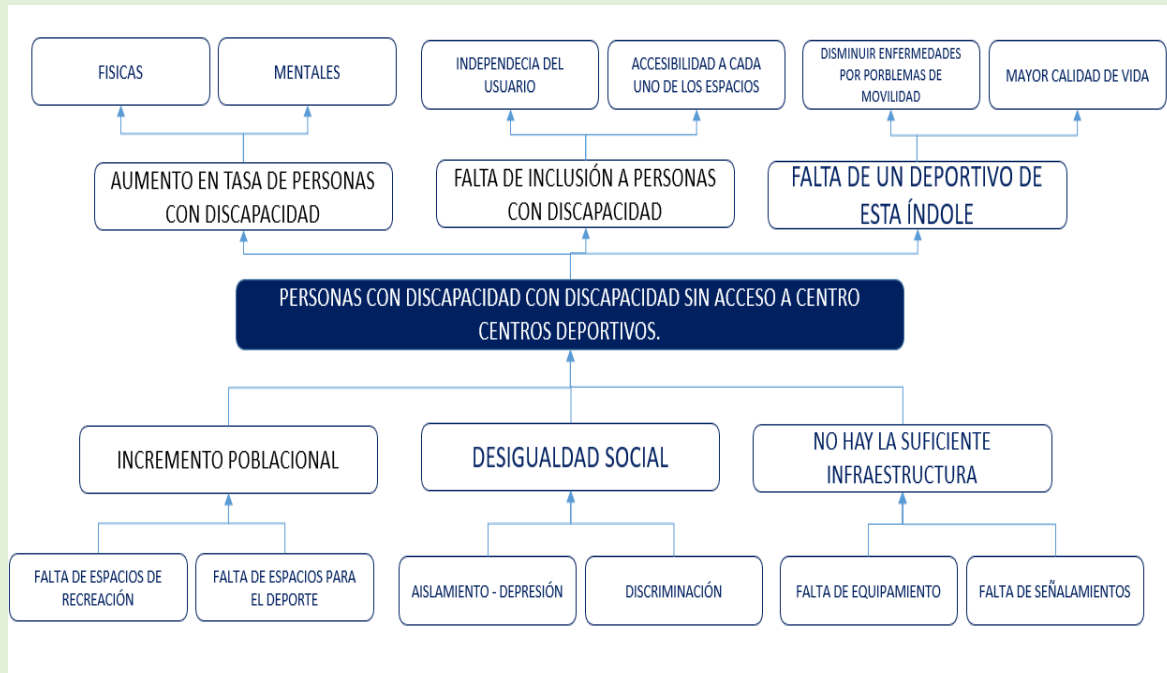 FISICAS
MENTALES
INDEPENDECIA DEL
USUARIO
ACCESIBILIDAD A CADA
UNO DE LOS ESPACIOS
DISMINUIR ENFERMEDADES
POR PORBLEMAS DE
MOVILIDAD
MAYOR CALIDAD DE VIDA
AUMENTO EN TASA DE PERSONAS
CON DISCAPACIDAD
FALTA DE INCLUSIÓN A PERSONAS
CON DISCAPACIDAD
FALTA DE UN DEPORTIVO DE
ESTA ÍNDOLE
PERSONAS CON DISCAPACIDAD CON DISCAPACIDAD SIN ACCESO A CENTRO
CENTROS DEPORTIVOS.
INCREMENTO POBLACIONAL
DESIGUALDAD SOCIAL
NO HAY LA SUFICIENTE
INFRAESTRUCTURA
FALTA DE ESPACIOS DE
RECREACIÓN
FALTA DE ESPACIOS PARA
EL DEPORTE
AISLAMIENTO - DEPRESIÓN
DISCRIMINACIÓN
FALTA DE EQUIPAMIENTO
FALTA DE SEÑALAMIENTOS